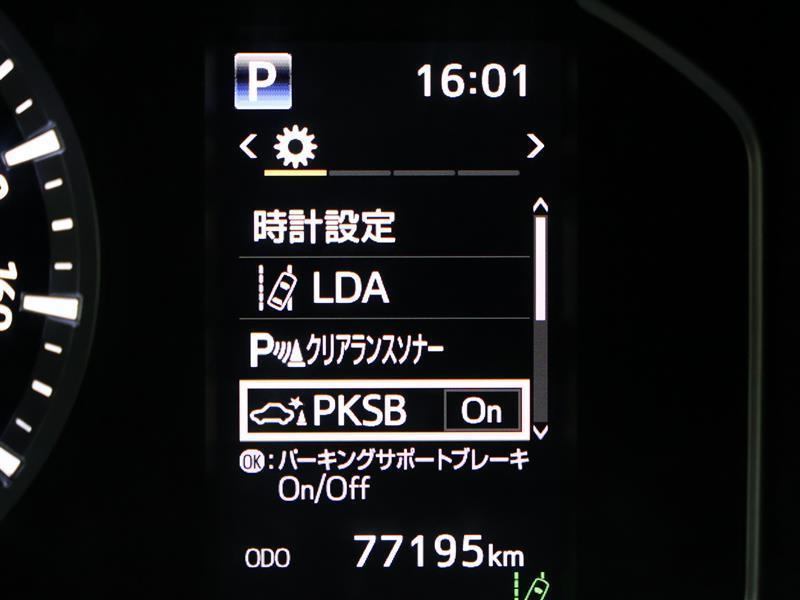 P 16:01
時計設定
LDA
Pクリアランスソナー
PKSB On
OK:パーキングサポートブレーキ
On/Off
ODO 77195km
160